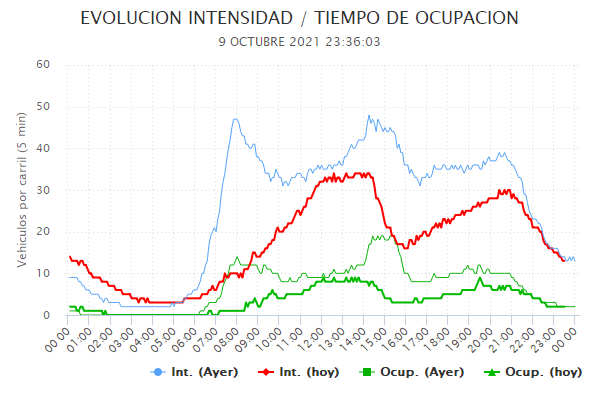 EVOLUCION INTENSIDAD / TIEMPO DE OCUPACION
9 OCTUBRE 2021 23:36:03
Vehiculos por carril (5 min)
60
50
40
30
20
10
0
00:00 01:00 02:00 03:00 04:00 05:00 06:00 07:00 08:00 09:00 10:00 11:00 12:00 13:00 14:00 15:00 16:00 17:00 18:00 19:00 20:00 21:00 22:00 23:00 00:00
Int. (Ayer) Int. (hoy) Ocup. (Ayer) Ocup. (hoy)